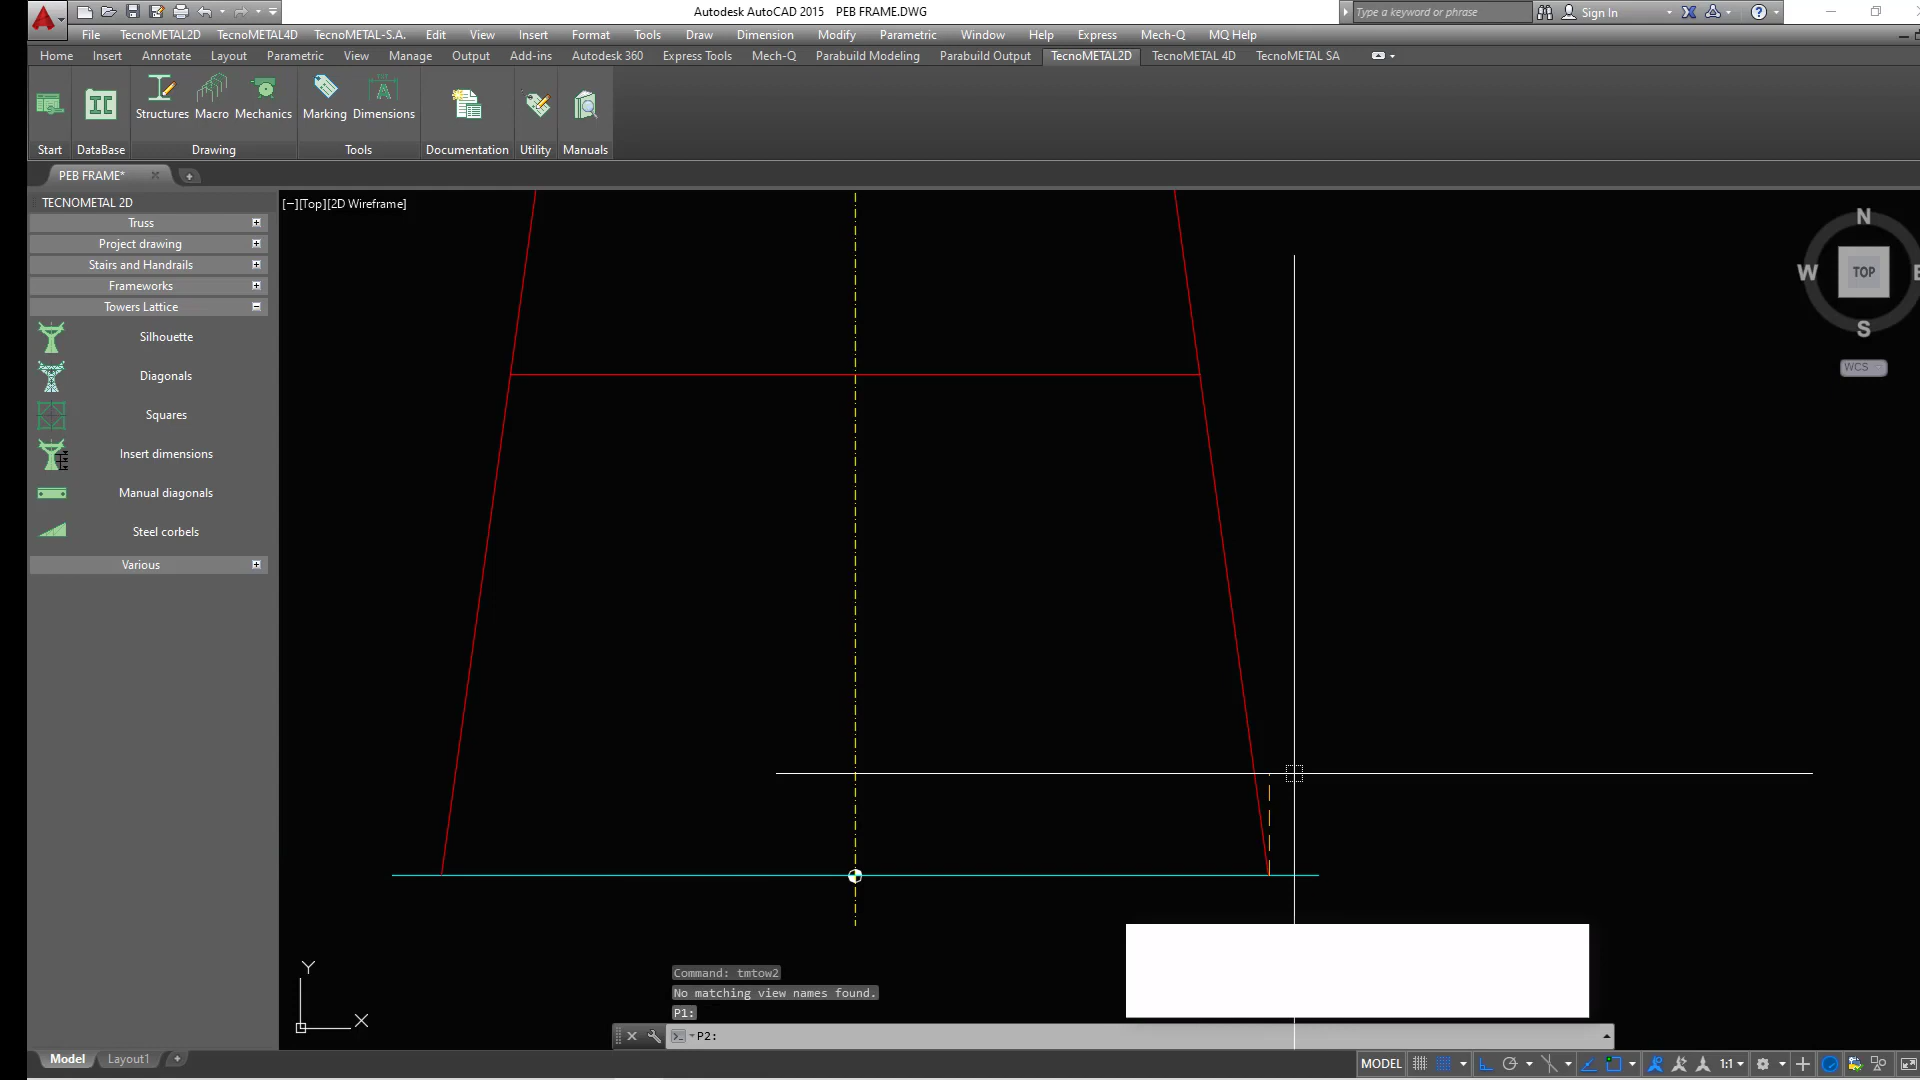 Autodesk AutoCAD 2015 PEB FRAME.DWG
Type a keyword or phrase
Sign In
File Insert TecnoMETAL2D TecnoMETAL4D TecnoMETAL-S.A. Edit View Insert Format Tools Draw Dimension Modify Parametric Window Help Express Mech-Q MQ Help
Home Insert Annotate Layout Parametric View Manage Output Add-ins Autodesk 360 Express Tools Mech-Q Parabuild Modeling Parabuild Output TecnoMETAL2D TecnoMETAL 4D TecnoMETAL SA
Structures Macro Mechanics Marking Dimensions
Start DataBase Drawing Tools Documentation Utility Manuals
PEB FRAME*
TECNOMETAL 2D
Truss
Project drawing
Stairs and Handrails
Frameworks
Towers Lattice
Silhouette
Diagonals
Squares
Insert dimensions
Manual diagonals
Steel corbels
Various
[−][Top][2D Wireframe]
N
W TOP E
S
WCS
Y
X
Command: tmtow2
No matching view names found.
P1:
P2:
Model Layout1
MODEL 1:1